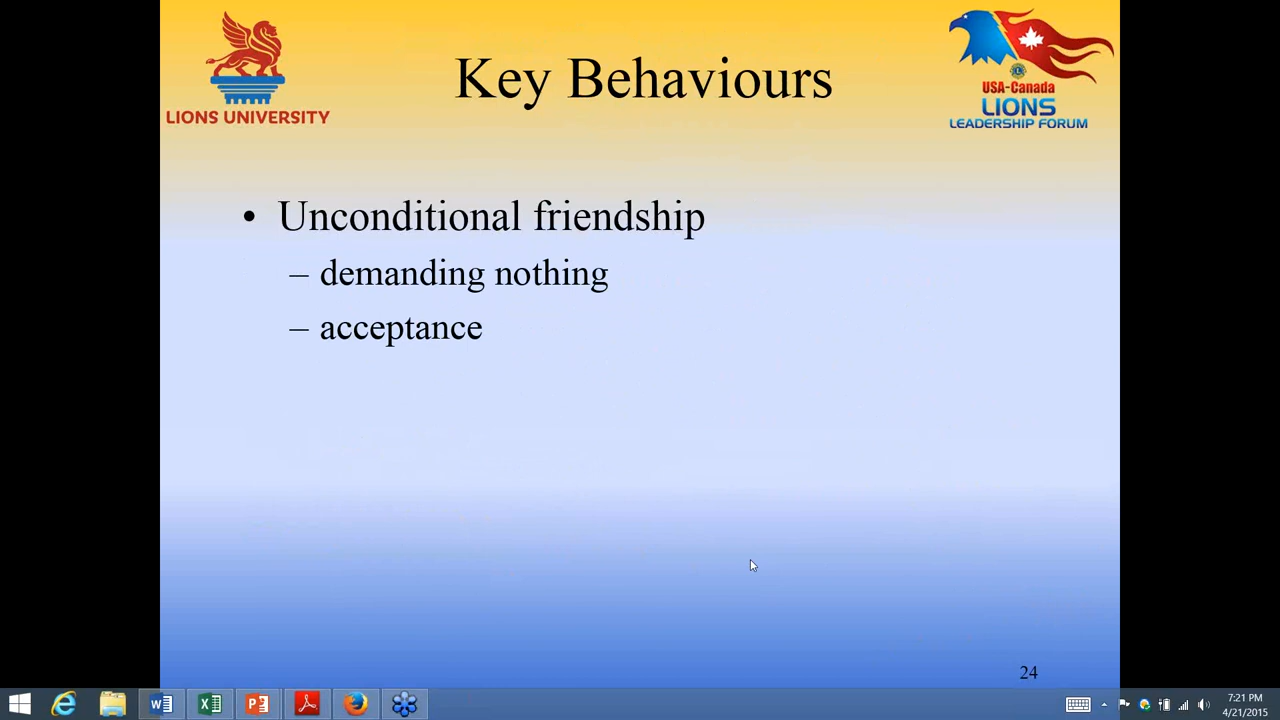 LIONS UNIVERSITY
Key Behaviours
USA-Canada
LIONS
LEADERSHIP FORUM
• Unconditional friendship
– demanding nothing
– acceptance
24
7:21 PM
4/21/2015